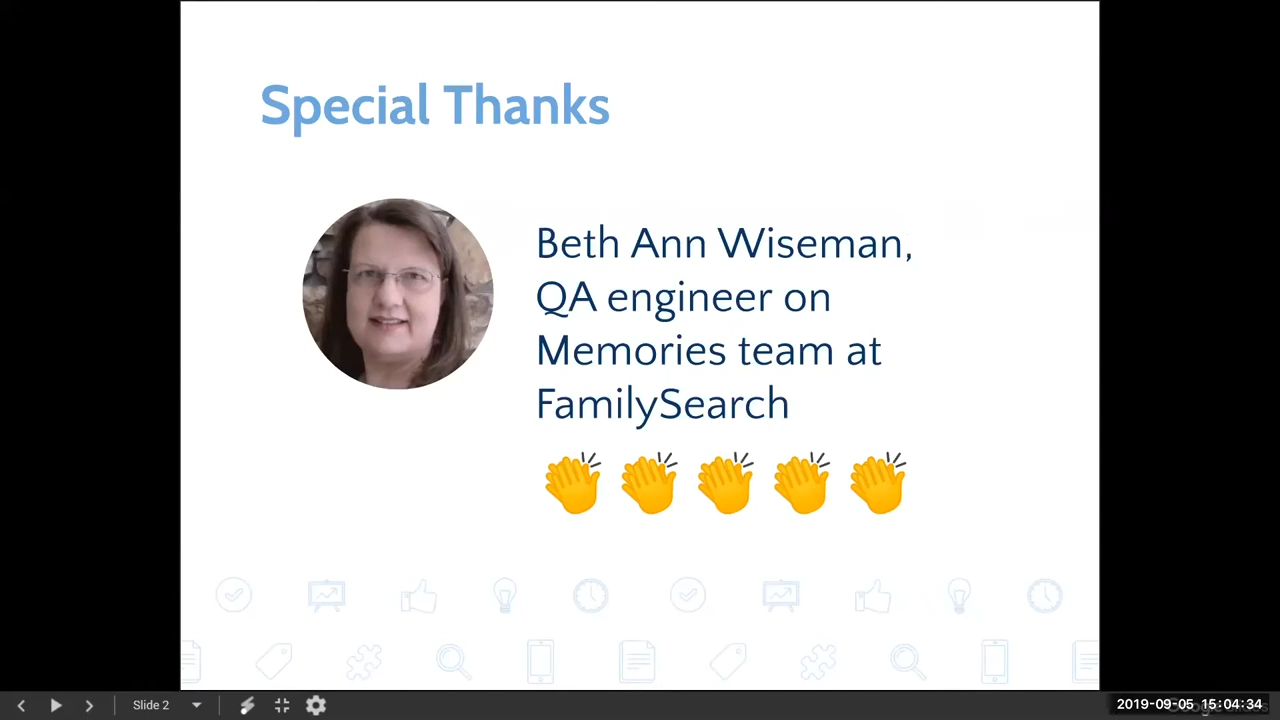 Special Thanks
Beth Ann Wiseman,
QA engineer on
Memories team at
FamilySearch
Slide 2
2019-09-05 15:04:34